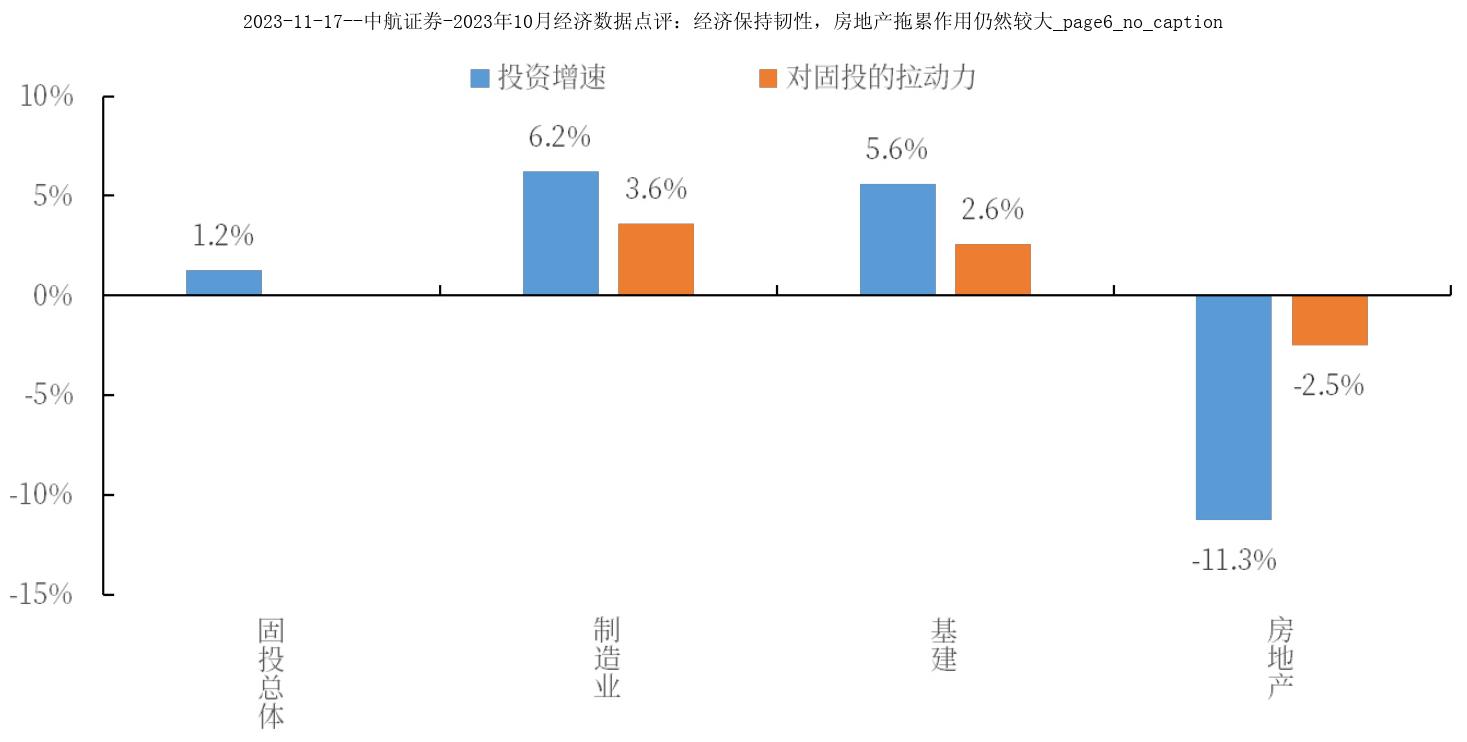 2023-11-17--中航证券-2023年10月经济数据点评：经济保持韧性，房地产拖累作用仍然较大_page6_no_caption
投资增速
对固投的拉动力
10%
5%
0%
-5%
-10%
-15%
1.2%
6.2%
3.6%
5.6%
2.6%
-11.3%
-2.5%
固投总体
制造业
基建
房地产